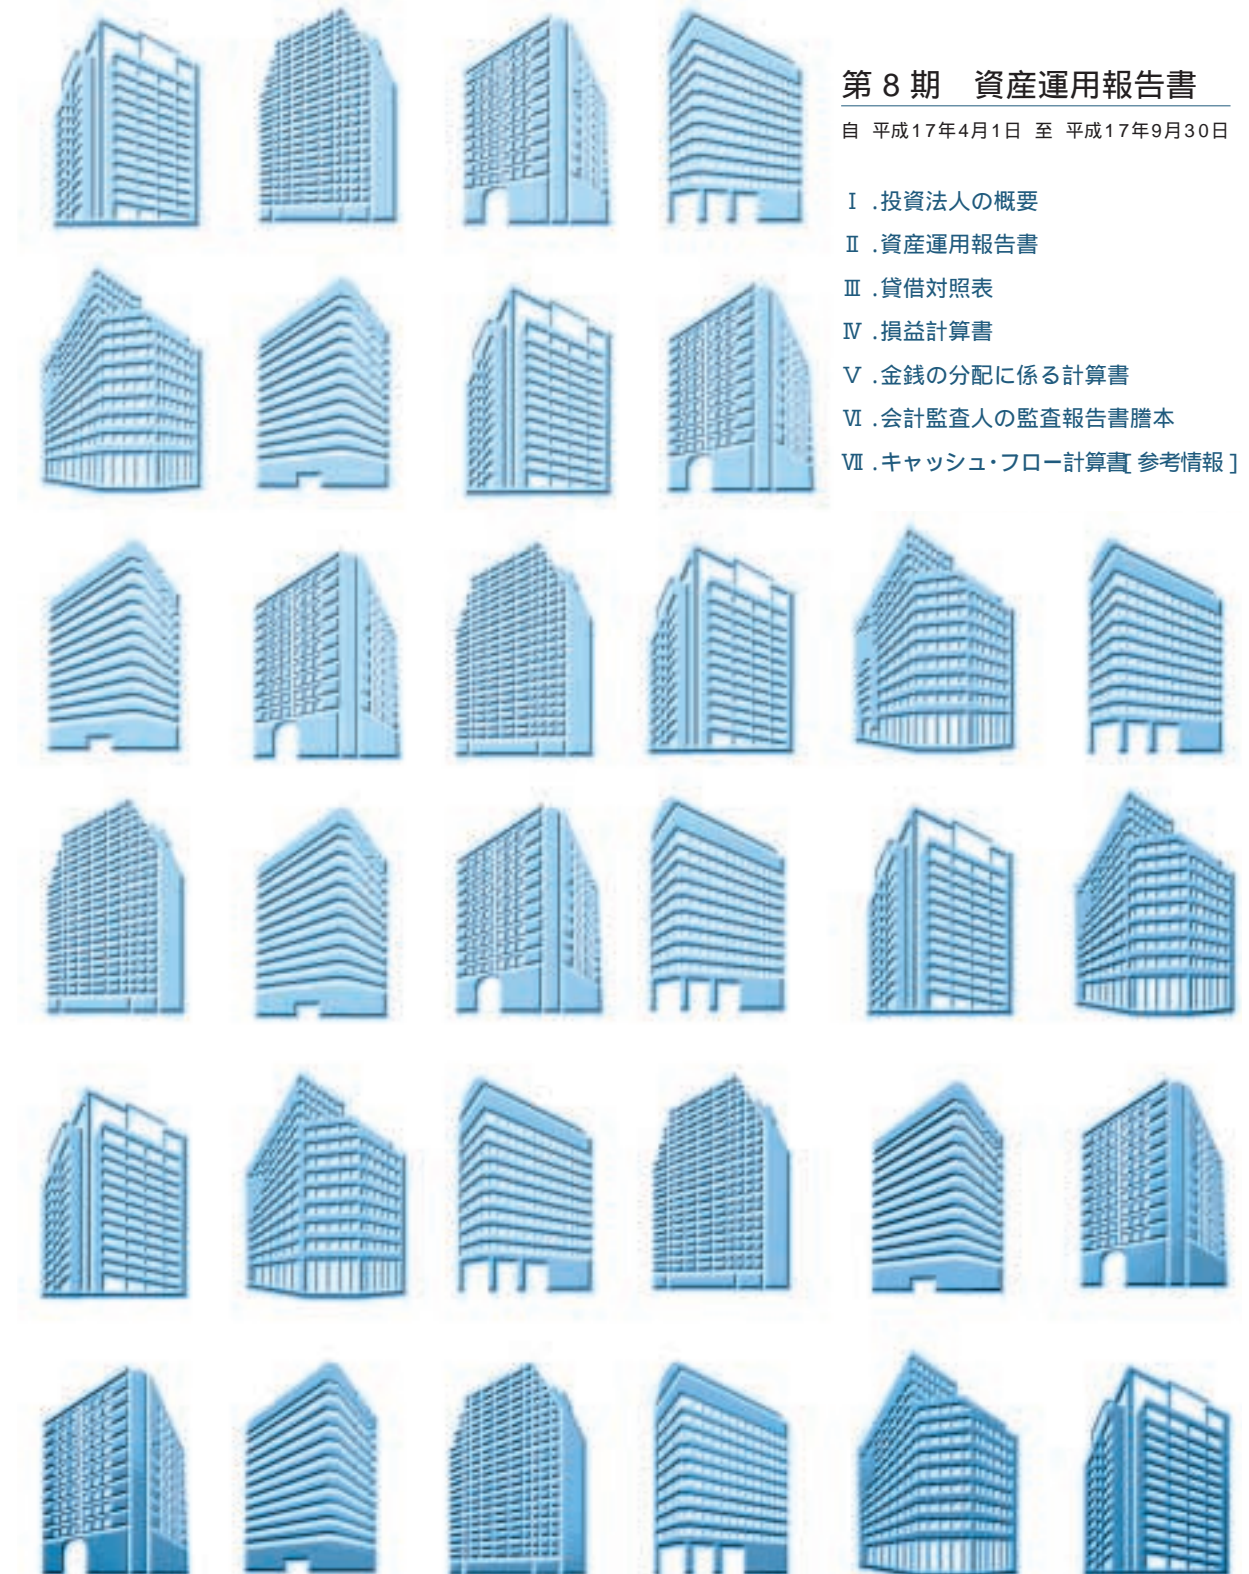 第8期　資産運用報告書
自 平成17年4月1日 至 平成17年9月30日
Ⅰ.投資法人の概要
Ⅱ.資産運用報告書
Ⅲ.貸借対照表
Ⅳ.損益計算書
Ⅴ.金銭の分配に係る計算書
Ⅵ.会計監査人の監査報告書謄本
Ⅶ.キャッシュ・フロー計算書[参考情報]